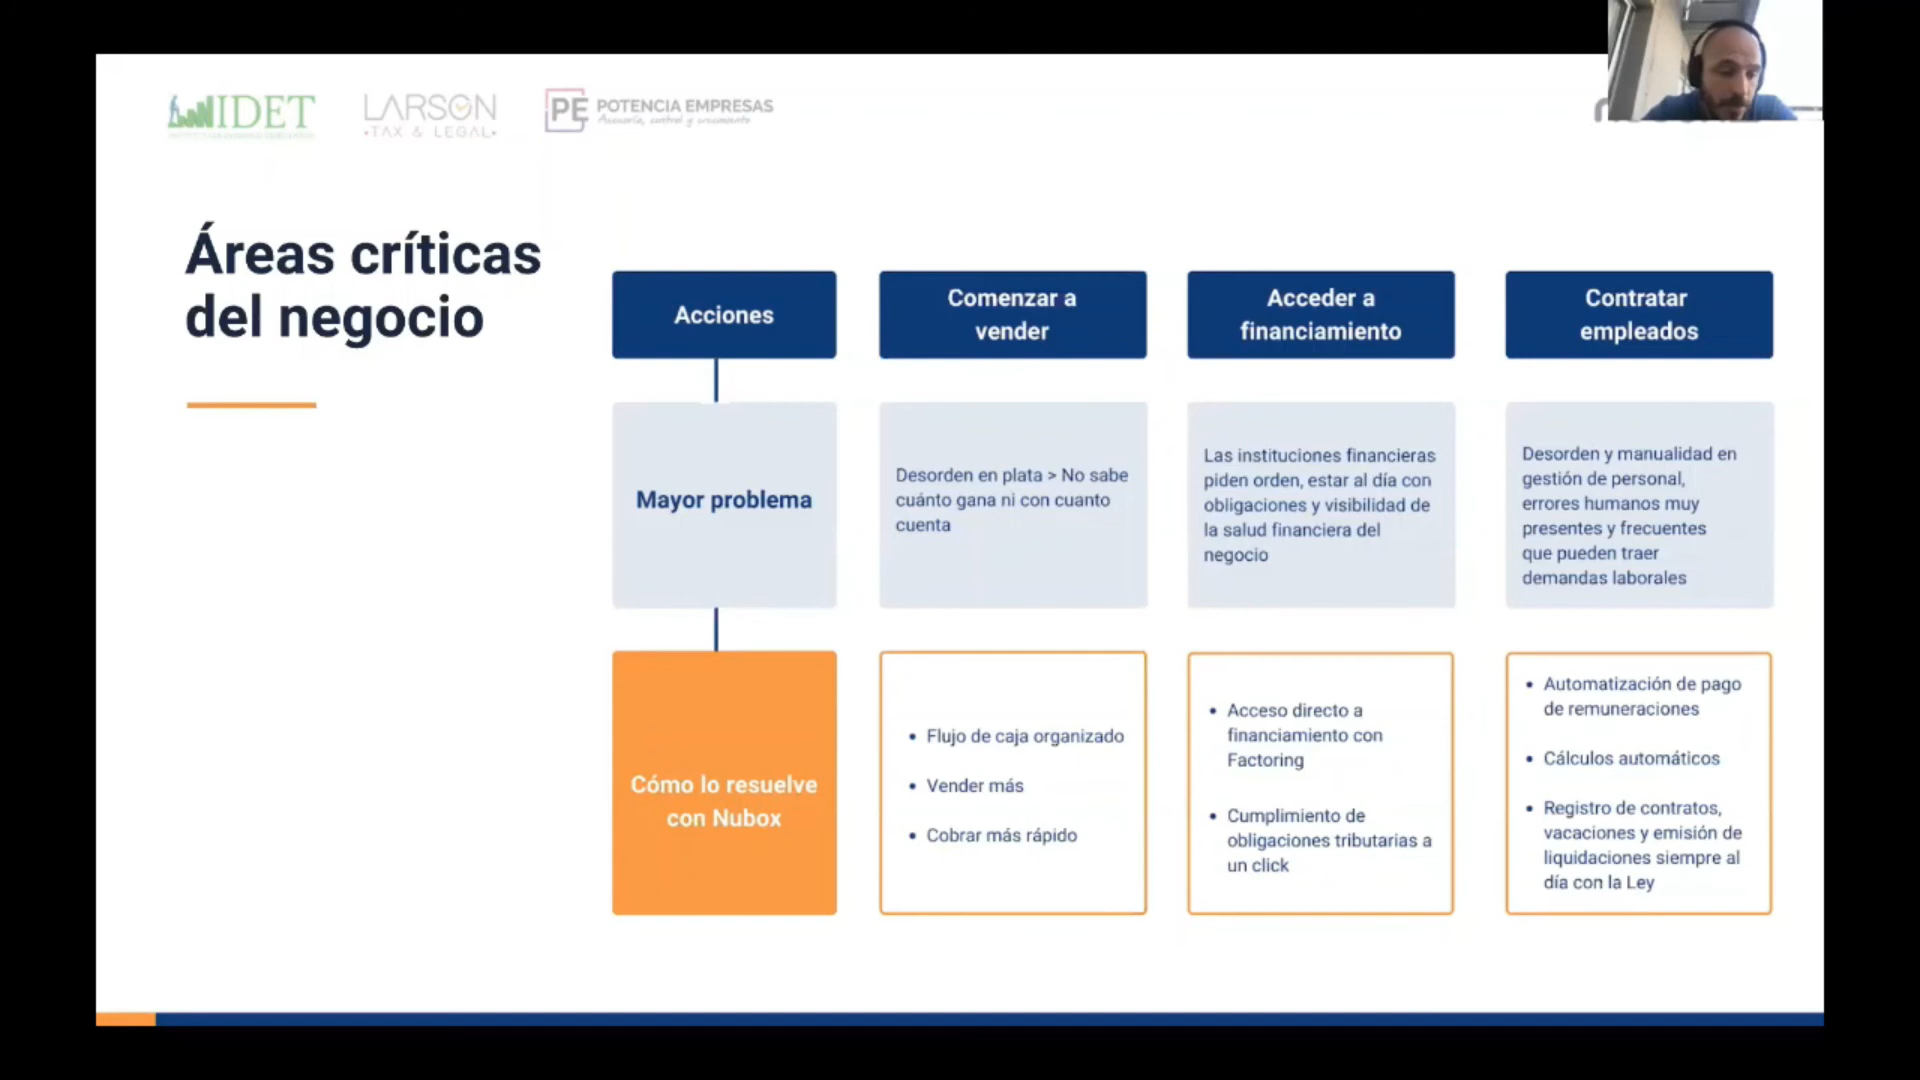 IDET
LARSON
•TAX & LEGAL•
PE POTENCIA EMPRESAS
Asesoría, control y crecimiento
Áreas críticas
del negocio
Acciones
Comenzar a
vender
Acceder a
financiamiento
Contratar
empleados
Mayor problema
Desorden en plata > No sabe
cuánto gana ni con cuanto
cuenta
Las instituciones financieras
piden orden, estar al día con
obligaciones y visibilidad de
la salud financiera del
negocio
Desorden y manualidad en
gestión de personal,
errores humanos muy
presentes y frecuentes
que pueden traer
demandas laborales
Cómo lo resuelve
con Nubox
• Flujo de caja organizado
• Vender más
• Cobrar más rápido
• Acceso directo a
financiamiento con
Factoring
• Cumplimiento de
obligaciones tributarias a
un click
• Automatización de pago
de remuneraciones
• Cálculos automáticos
• Registro de contratos,
vacaciones y emisión de
liquidaciones siempre al
día con la Ley